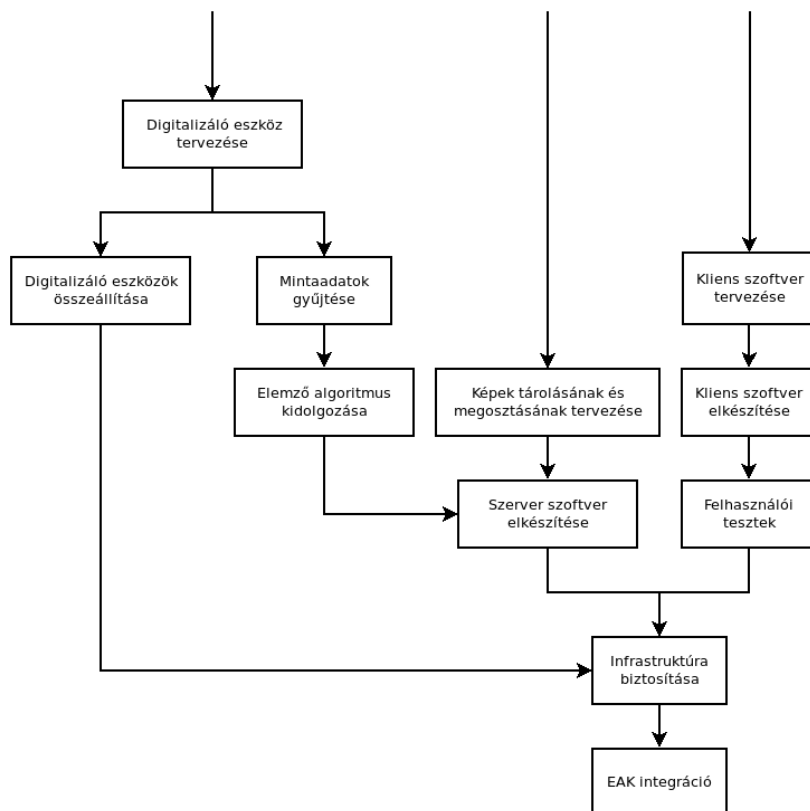 Digitalizáló eszköz
tervezése
Digitalizáló eszközök
összeállítása
Mintaadatok
gyűjtése
Kliens szoftver
tervezése
Elemző algoritmus
kidolgozása
Képek tárolásának és
megosztásának tervezése
Kliens szoftver
elkészítése
Szerver szoftver
elkészítése
Felhasználói
tesztek
Infrastruktúra
biztosítása
EAK integráció